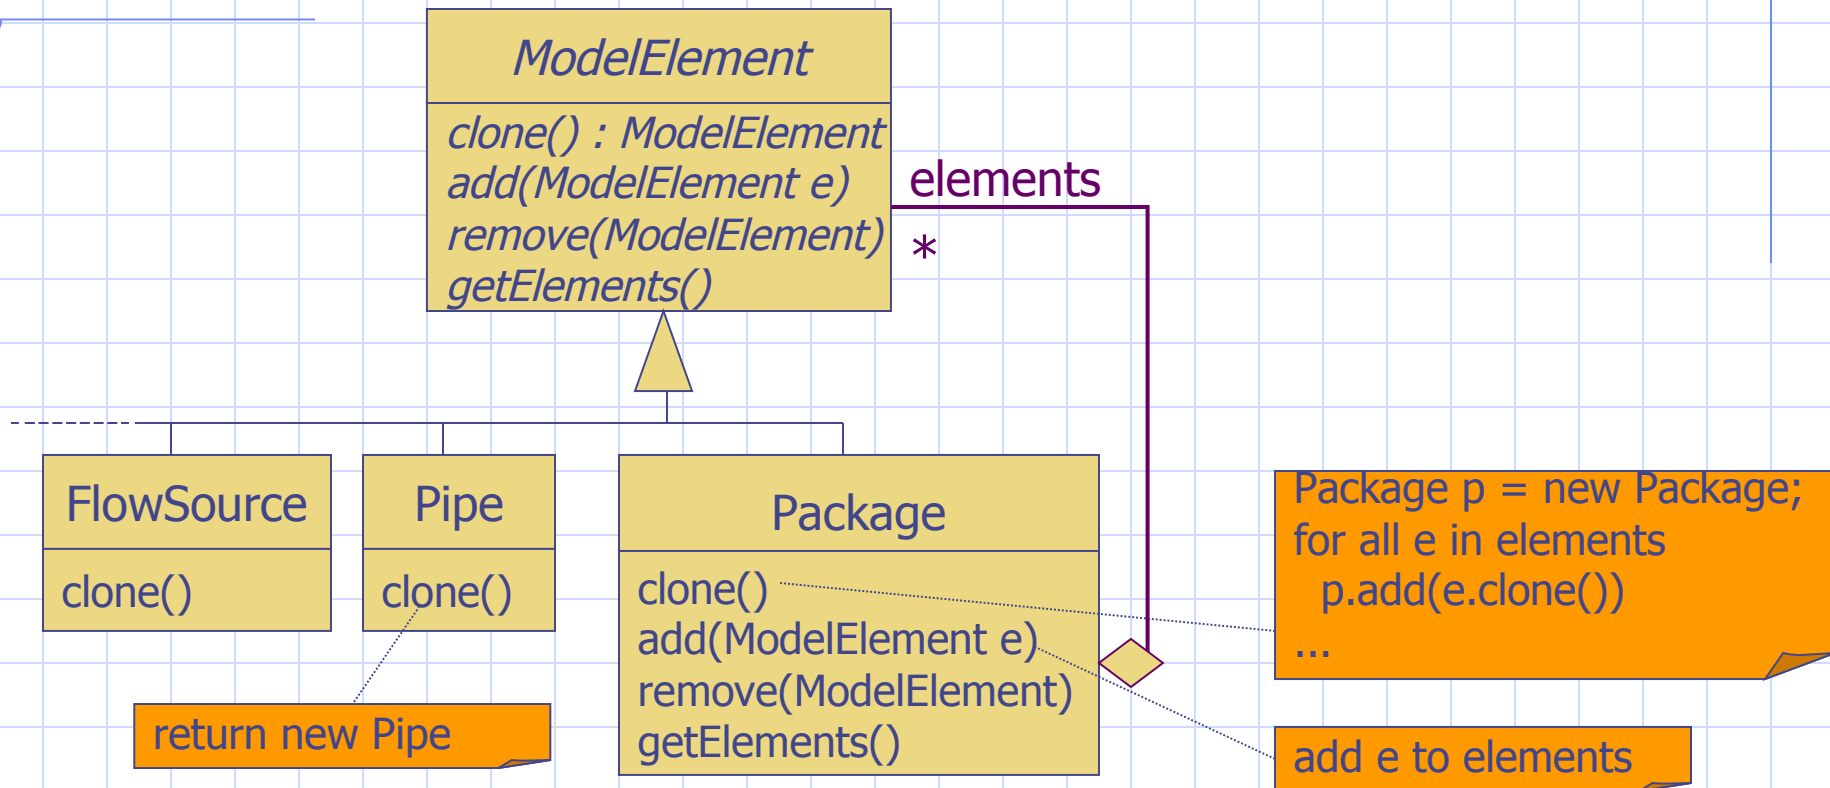 ModelElement
clone() : ModelElement
add(ModelElement e)
remove(ModelElement)
getElements()
elements
*
FlowSource
clone()
Pipe
clone()
Package
clone()
add(ModelElement e)
remove(ModelElement)
getElements()
Package p = new Package;
for all e in elements
p.add(e.clone())
...
return new Pipe
add e to elements